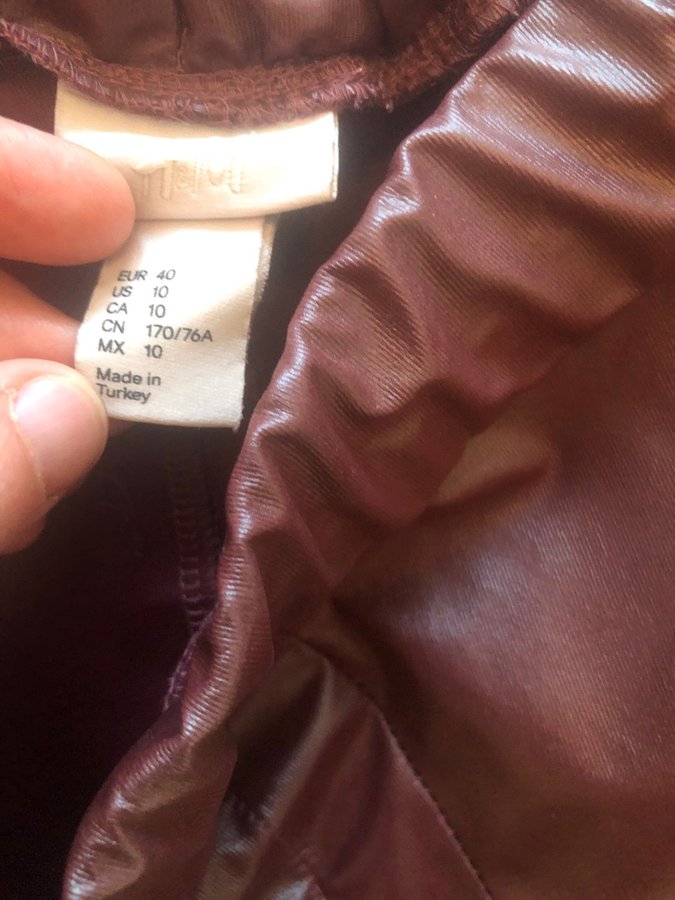 H&M
EUR 40
US 10
CA 10
CN 170/76A
MX 10
Made in
Turkey